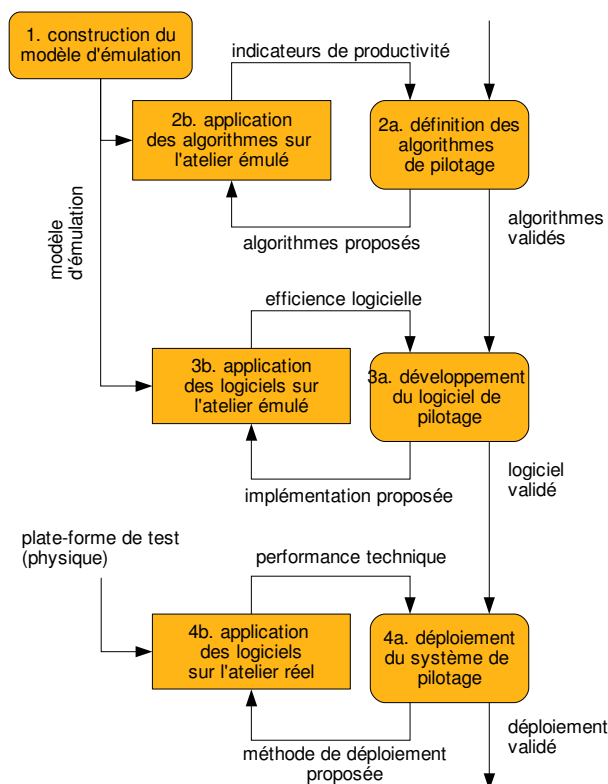 1. construction du
modèle d'émulation
indicateurs de productivité
2b. application
des algorithmes sur
l'atelier émulé
2a. définition des
algorithmes
de pilotage
algorithmes proposés
algorithmes
validés
modèle
d'émulation
efficience logicielle
3b. application
des logiciels sur
l'atelier émulé
3a. développement
du logiciel de
pilotage
implémentation proposée
logiciel
validé
plate-forme de test
(physique)
performance technique
4b. application
des logiciels
sur l'atelier réel
4a. déploiement
du système de
pilotage
méthode de déploiement
proposée
déploiement
validé